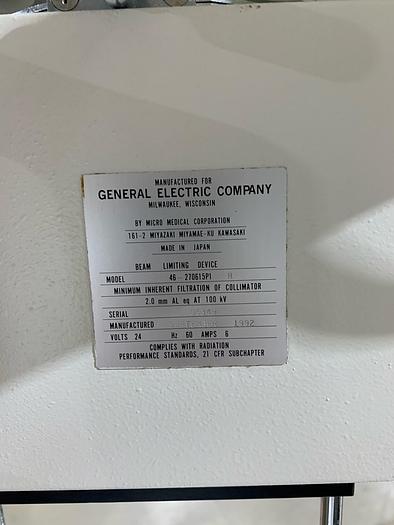 MANUFACTURED FOR
GENERAL ELECTRIC COMPANY
MILWAUKEE, WISCONSIN
BY MICRO MEDICAL CORPORATION
161-2 MIYAZAKI MIYAMAE-KU KAWASAKI
MADE IN JAPAN
BEAM LIMITING DEVICE
MODEL 46-270615P1 H
MINIMUM INHERENT FILTRATION OF COLLIMATOR
2.0 mm AL eq AT 100 kV
SERIAL
MANUFACTURED 1992
VOLTS 24 Hz 60 AMPS 6
COMPLIES WITH RADIATION
PERFORMANCE STANDARDS, 21 CFR SUBCHAPTER